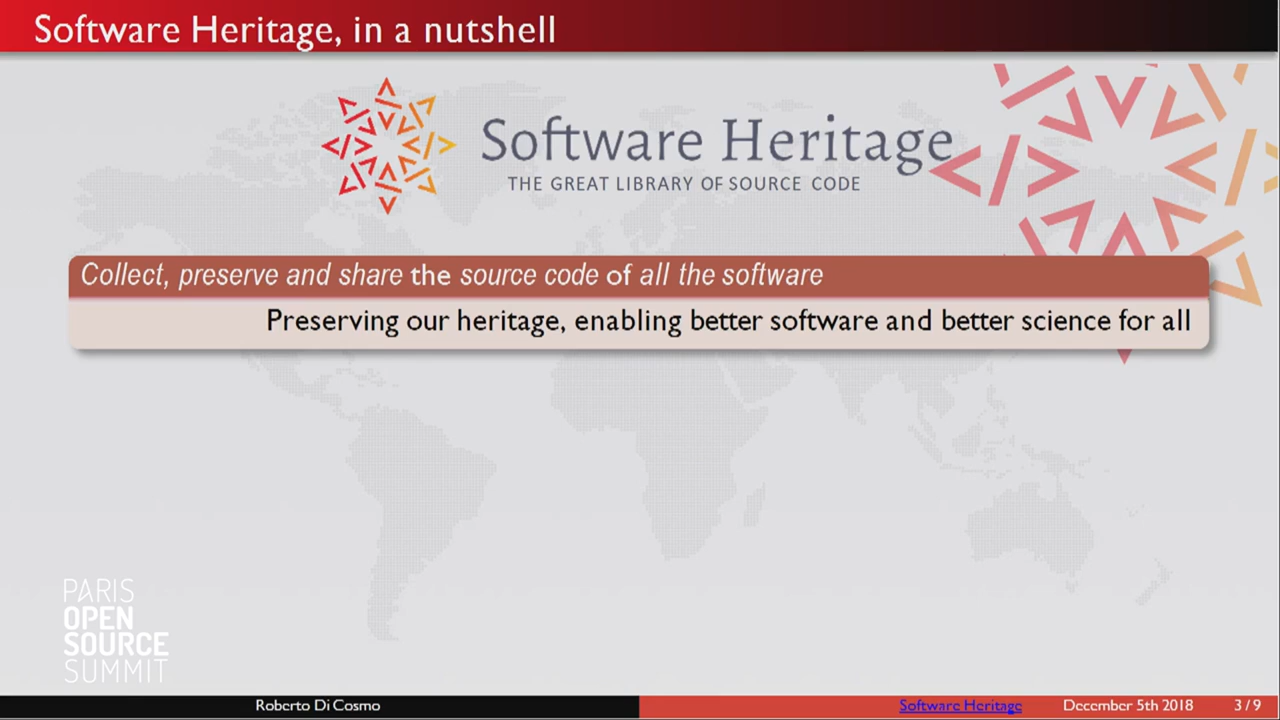 Software Heritage, in a nutshell
Software Heritage
THE GREAT LIBRARY OF SOURCE CODE
Collect, preserve and share the source code of all the software
Preserving our heritage, enabling better software and better science for all
PARIS
OPEN
SOURCE
SUMMIT
Roberto Di Cosmo
Software Heritage
December 5th 2018
3 / 9